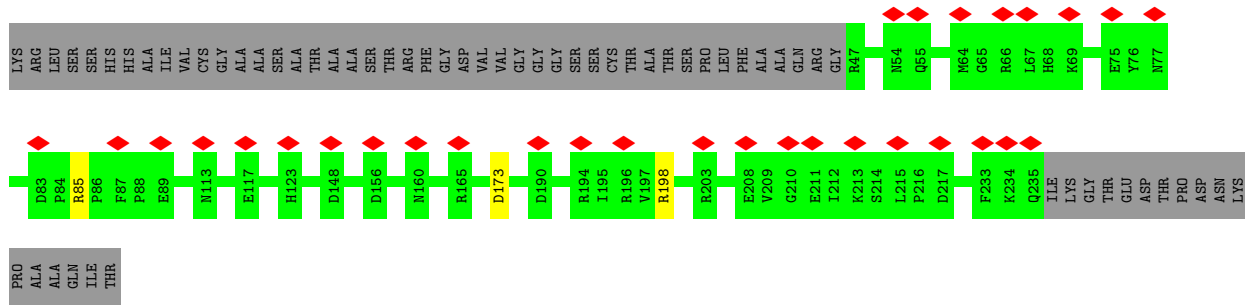 LYS ARG LEU SER SER HIS HIS ALA ILE VAL CYS GLY ALA ALA SER ALA THR ALA ALA SER THR ARG PHE GLY ASP VAL VAL GLY GLY GLY SER SER CYS THR ALA THR SER PRO LEU PHE ALA ALA GLN ARG GLY R47 N54 Q55 M64 G65 R66 L67 H68 K69 E75 Y76 N77
D83 P84 R85 P86 F87 P88 E89 N113 E117 H123 D148 D156 N160 R165 D173 D190 R194 I195 R196 V197 R198 R203 E208 V209 G210 E211 I212 K213 S214 L215 P216 D217 F233 K234 Q235 ILE LYS GLY THR GLU ASP THR PRO ASP ASN LYS
PRO ALA ALA GLN ILE THR